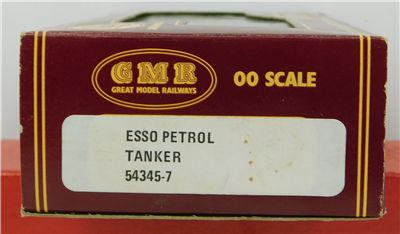 GMR
GREAT MODEL RAILWAYS
OO SCALE
ESSO PETROL
TANKER
54345-7